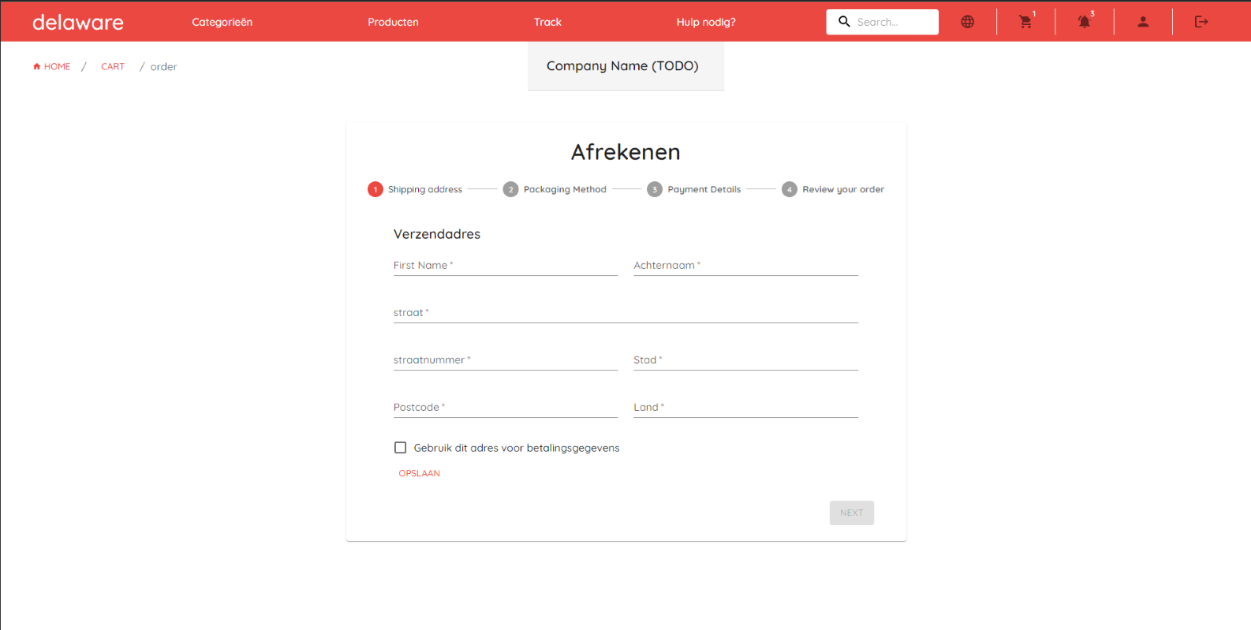 delaware Categorieën Producten Track Hulp nodig? Search... 1 3
HOME / CART / order
Company Name (TODO)
Afrekenen
1 Shipping address 2 Packaging Method 3 Payment Details 4 Review your order
Verzendadres
First Name * Achternaam *
straat *
straatnummer * Stad *
Postcode * Land *
Gebruik dit adres voor betalingsgegevens
OPSLAAN
NEXT